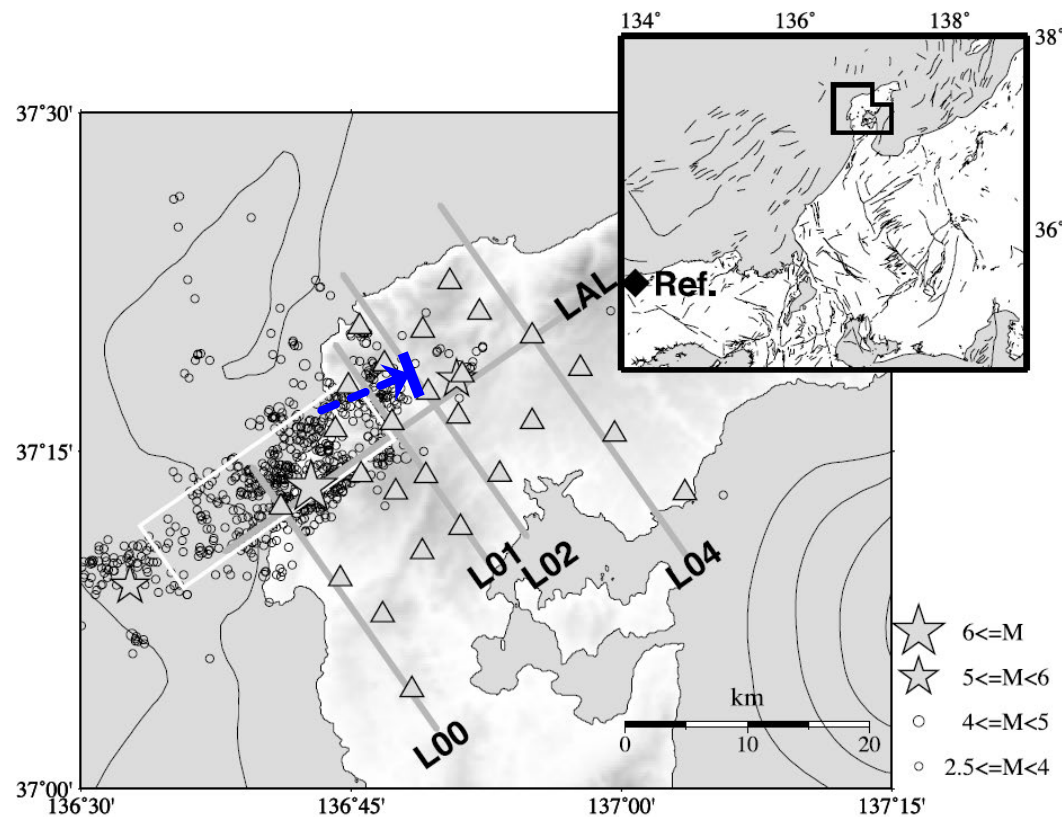 134° 136° 138°
38°
37°30'
36°
LAL
Ref.
37°15'
L01
L02
L04
6<=M
5<=M<6
km
4<=M<5
L00
0 10 20
2.5<=M<4
37°00'
136°30' 136°45' 137°00' 137°15'